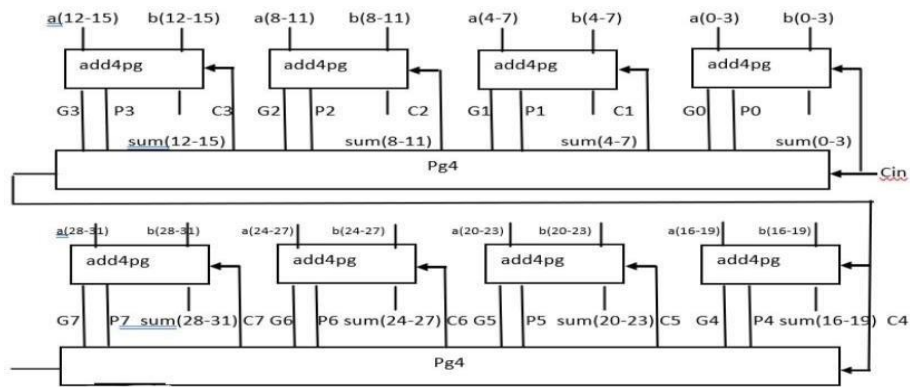 a(12-15) b(12-15) a(8-11) b(8-11) a(4-7) b(4-7) a(0-3) b(0-3)
add4pg add4pg add4pg add4pg
G3 P3 C3 G2 P2 C2 G1 P1 C1 G0 P0
sum(12-15) sum(8-11) sum(4-7) sum(0-3)
Pg4 Cin
a(28-31) b(28-31) a(24-27) b(24-27) a(20-23) b(20-23) a(16-19) b(16-19)
add4pg add4pg add4pg add4pg
G7 P7 sum(28-31) C7 G6 P6 sum(24-27) C6 G5 P5 sum(20-23) C5 G4 P4 sum(16-19) C4
Pg4